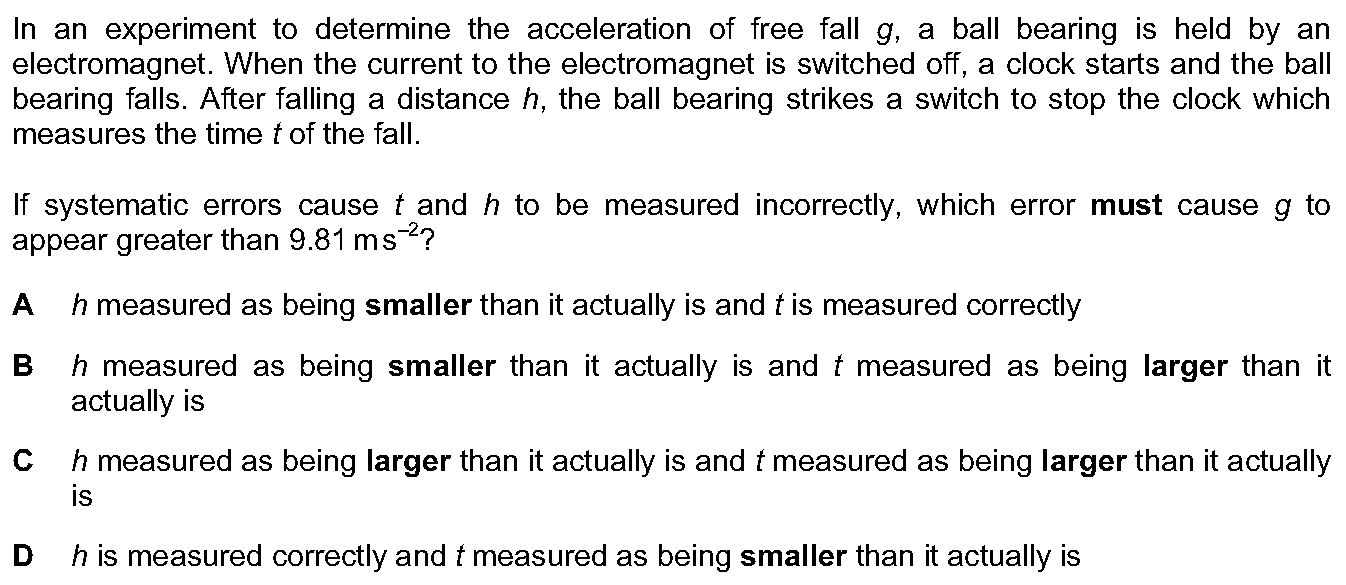 In an experiment to determine the acceleration of free fall g, a ball bearing is held by an
electromagnet. When the current to the electromagnet is switched off, a clock starts and the ball
bearing falls. After falling a distance h, the ball bearing strikes a switch to stop the clock which
measures the time t of the fall.
If systematic errors cause t and h to be measured incorrectly, which error must cause g to
appear greater than 9.81 m s⁻²?
A h measured as being smaller than it actually is and t is measured correctly
B h measured as being smaller than it actually is and t measured as being larger than it
actually is
C h measured as being larger than it actually is and t measured as being larger than it actually
is
D h is measured correctly and t measured as being smaller than it actually is